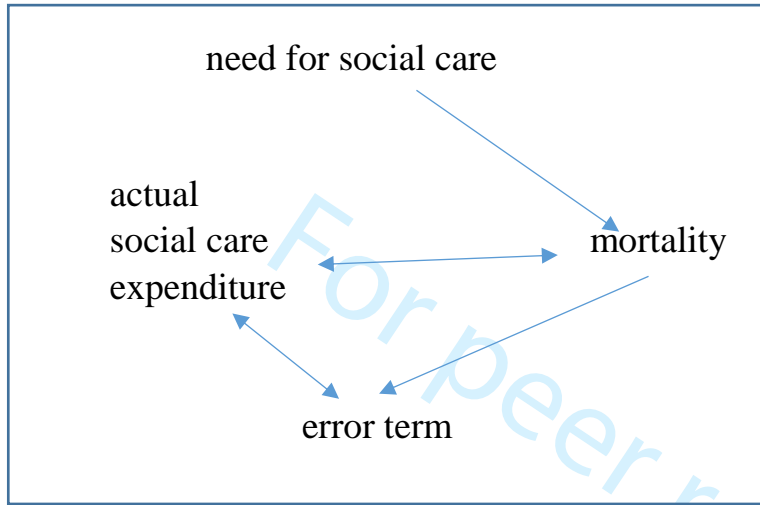 need for social care
actual
social care
expenditure
mortality
error term
For peer r